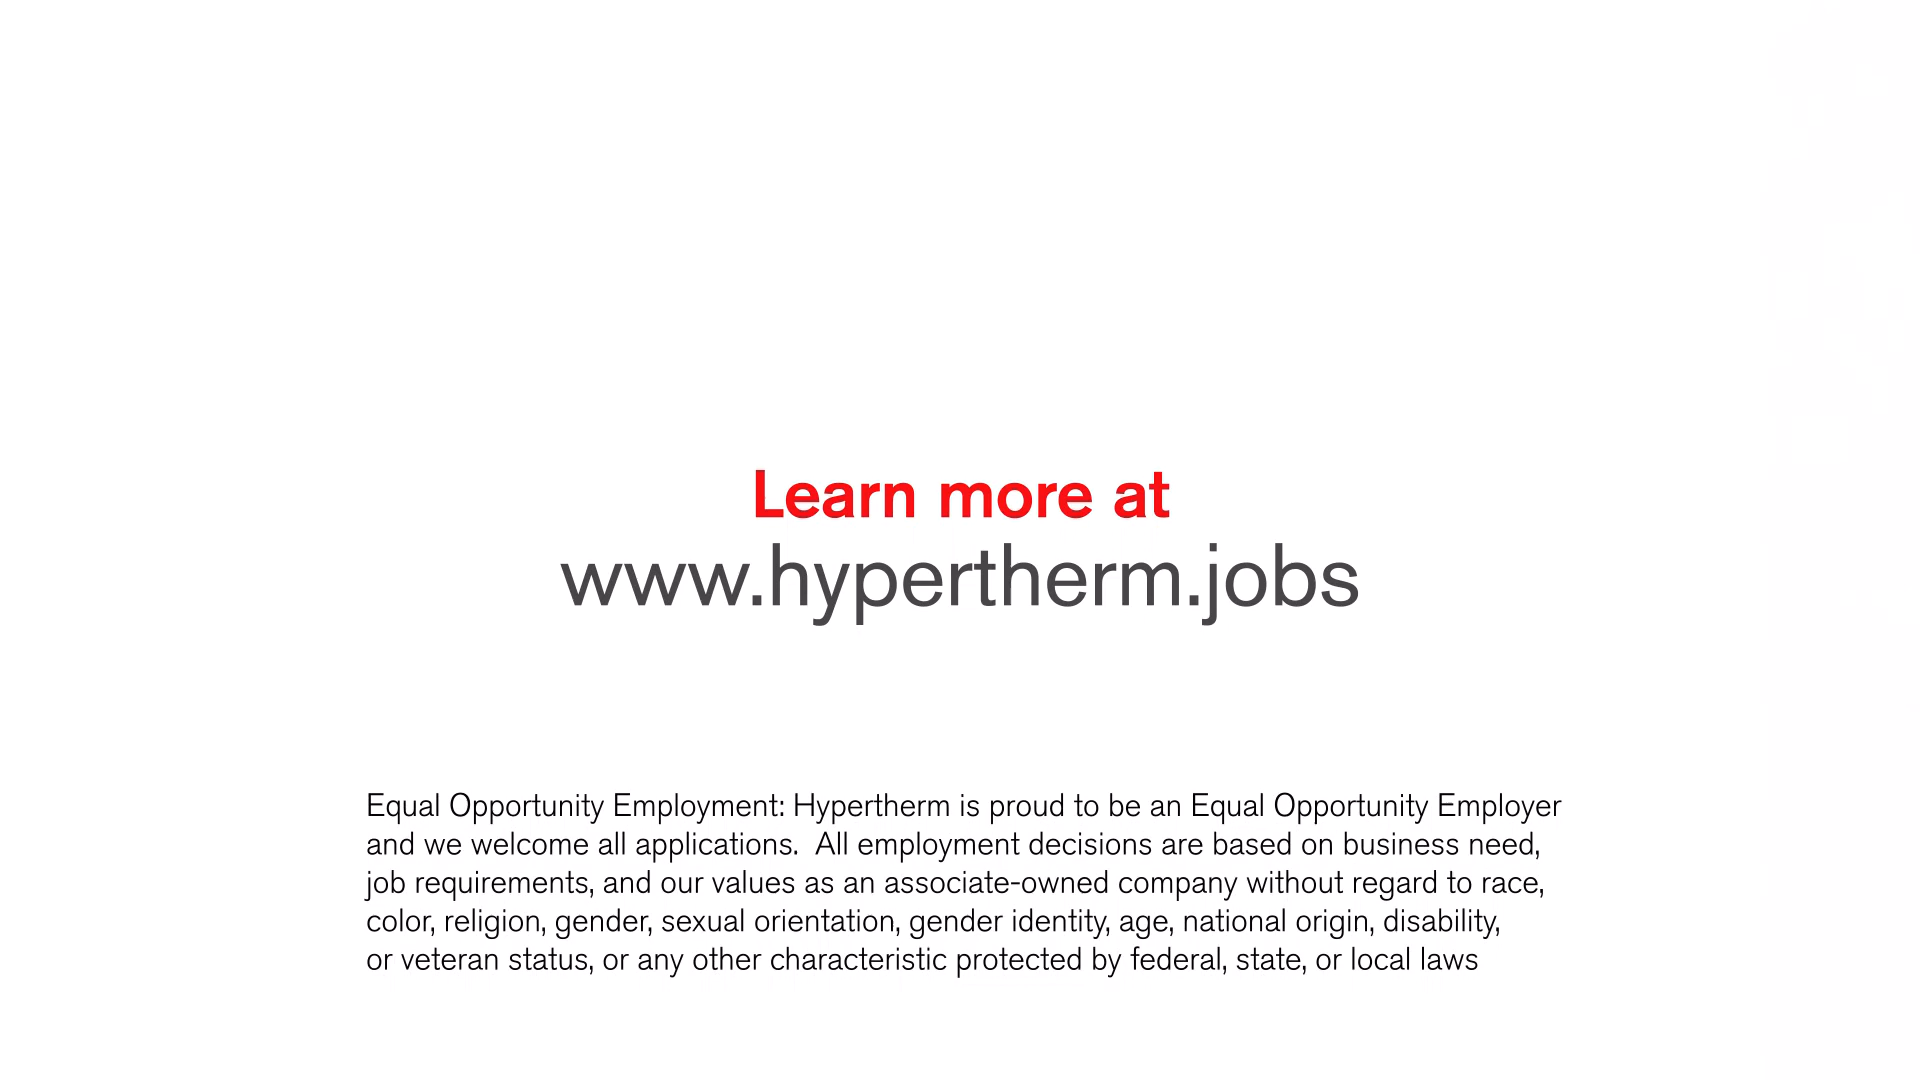 Learn more at
www.hypertherm.jobs
Equal Opportunity Employment: Hypertherm is proud to be an Equal Opportunity Employer
and we welcome all applications.  All employment decisions are based on business need,
job requirements, and our values as an associate-owned company without regard to race,
color, religion, gender, sexual orientation, gender identity, age, national origin, disability,
or veteran status, or any other characteristic protected by federal, state, or local laws